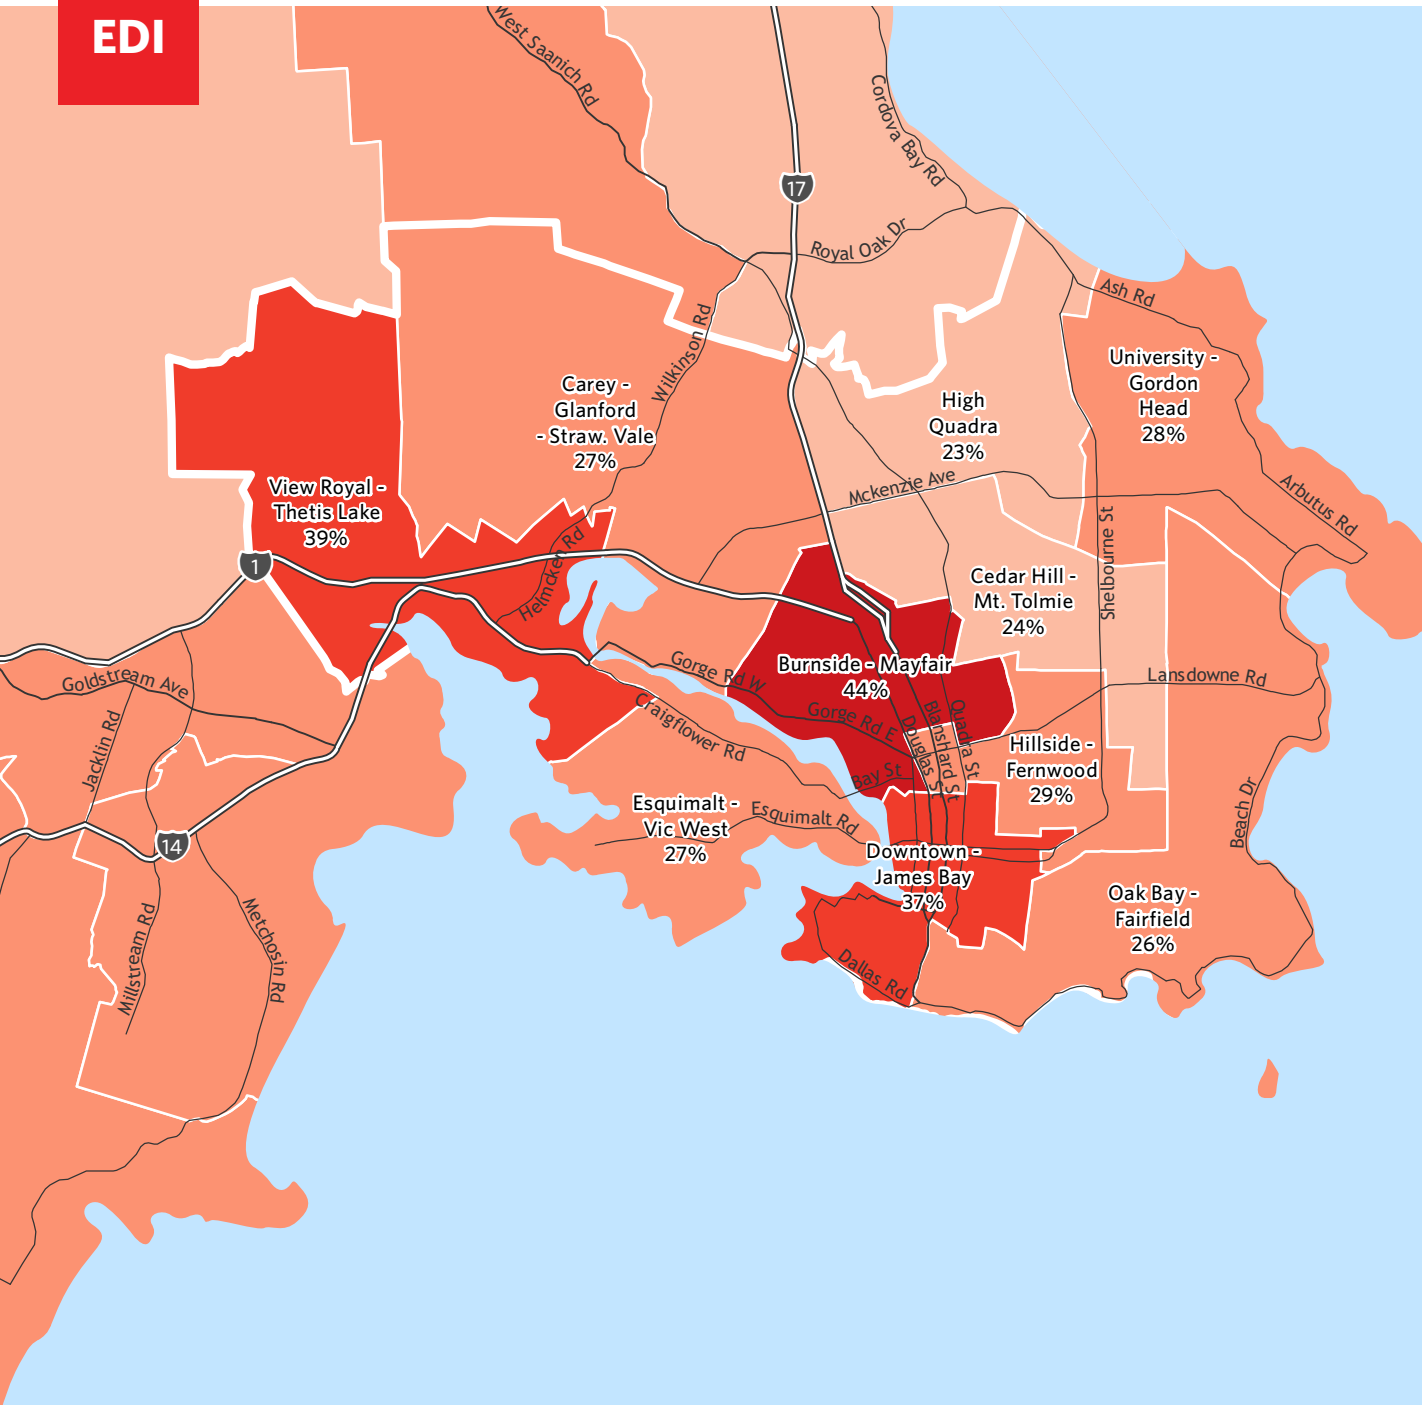 EDI
West Saanich Rd
Cordova Bay Rd
17
Royal Oak Dr
Ash Rd
Wilkinson Rd
University -
Gordon
Head
28%
Carey -
Glanford
- Straw. Vale
27%
High
Quadra
23%
Mckenzie Ave
Arbutus Rd
View Royal -
Thetis Lake
39%
1
Helmcken Rd
Shelbourne St
Cedar Hill -
Mt. Tolmie
24%
Burnside - Mayfair
44%
Gorge Rd W
Lansdowne Rd
Goldstream Ave
Jacklin Rd
Craigflower Rd
Gorge Rd E
Douglas St
Blanshard St
Quadra St
Hillside -
Fernwood
29%
Bay St
Esquimalt -
Vic West
27%
Esquimalt Rd
Beach Dr
14
Downtown -
James Bay
37%
Oak Bay -
Fairfield
26%
Millstream Rd
Metchosin Rd
Dallas Rd